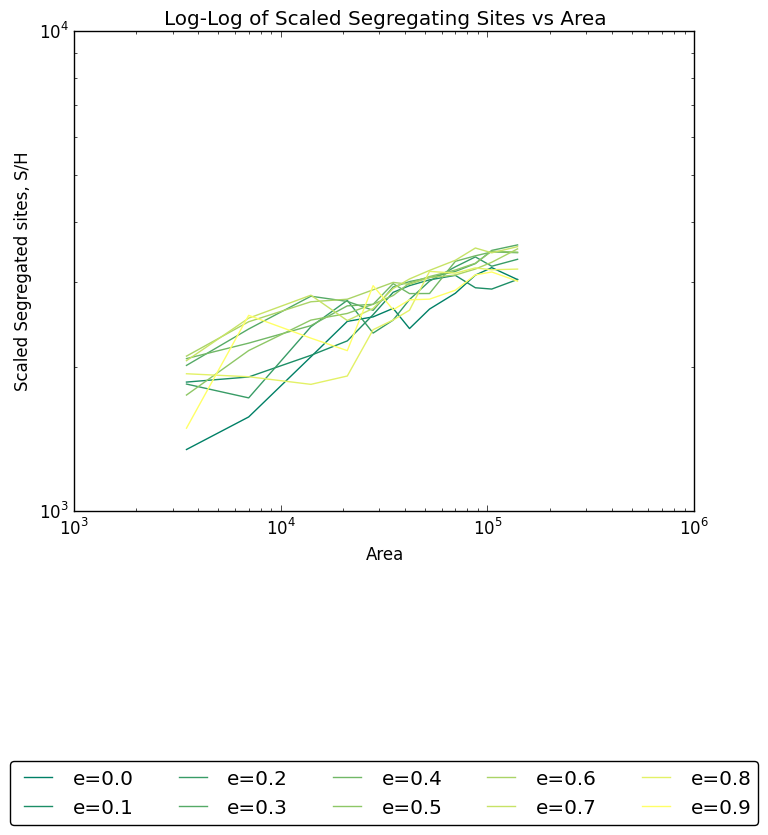 Log-Log of Scaled Segregating Sites vs Area
10^4
10^3
Scaled Segregated sites, S/H
10^3 10^4 10^5 10^6
Area
e=0.0 e=0.2 e=0.4 e=0.6 e=0.8
e=0.1 e=0.3 e=0.5 e=0.7 e=0.9